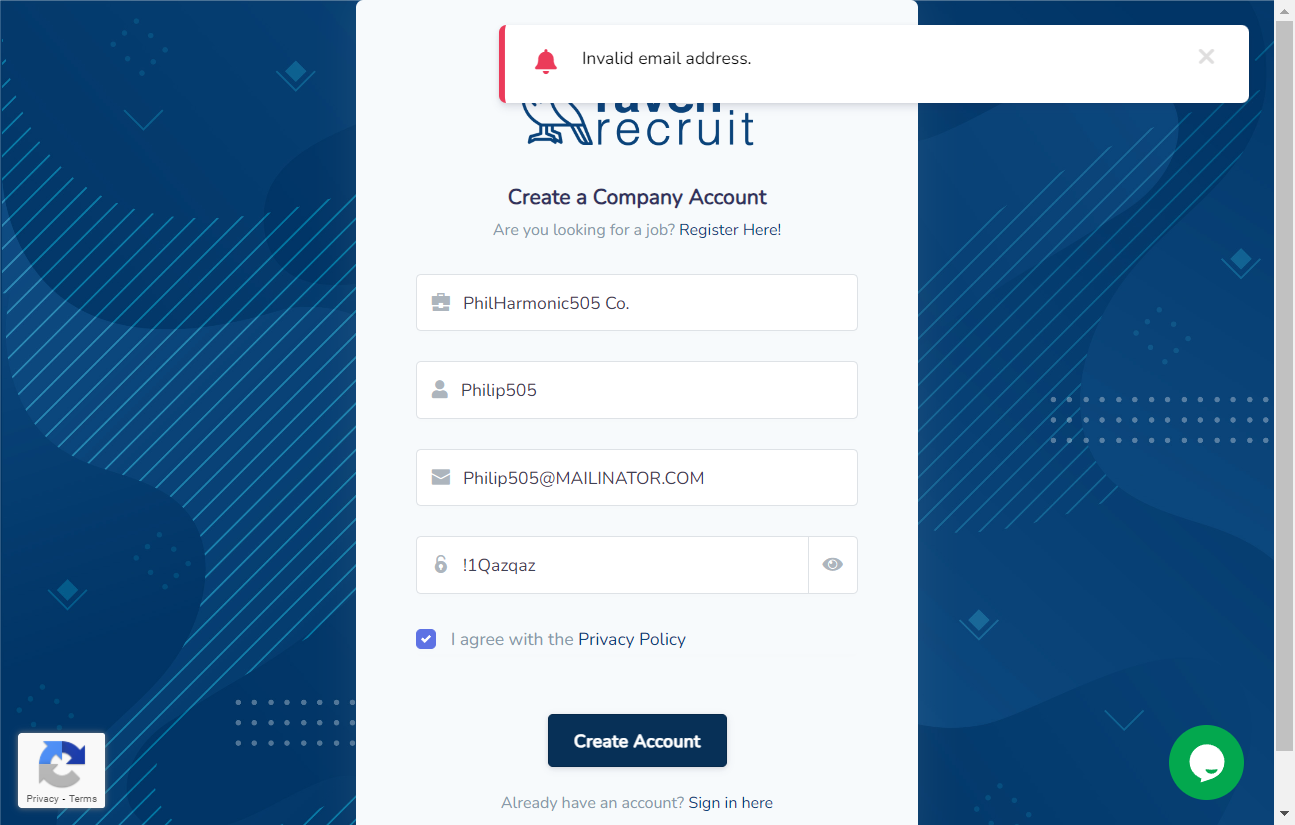 Invalid email address.
recruit
Create a Company Account
Are you looking for a job? Register Here!
PhilHarmonic505 Co.
Philip505
Philip505@MAILINATOR.COM
!1Qazqaz
I agree with the Privacy Policy
Create Account
Already have an account? Sign in here
Privacy - Terms